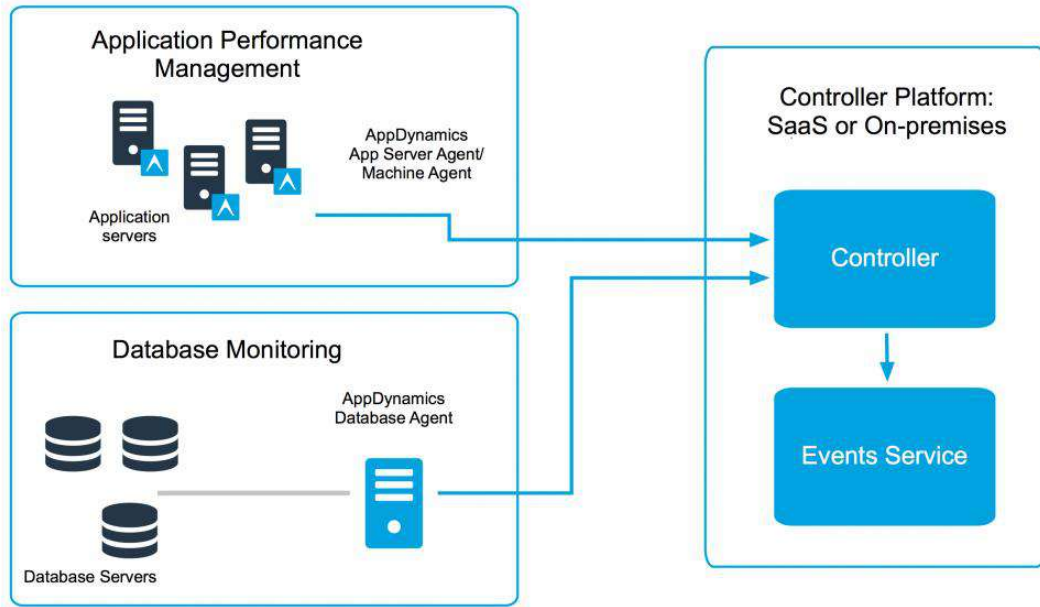 Application Performance
Management
AppDynamics
App Server Agent/
Machine Agent
Application
servers
Database Monitoring
AppDynamics
Database Agent
Database Servers
Controller Platform:
SaaS or On-premises
Controller
Events Service